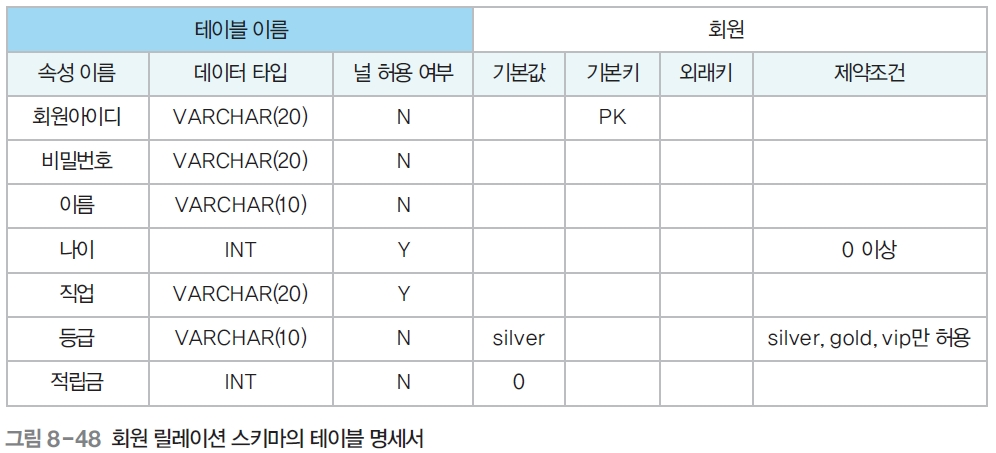 테이블 이름 회원
속성 이름 데이터 타입 널 허용 여부 기본값 기본키 외래키 제약조건
회원아이디 VARCHAR(20) N PK
비밀번호 VARCHAR(20) N
이름 VARCHAR(10) N
나이 INT Y 0 이상
직업 VARCHAR(20) Y
등급 VARCHAR(10) N silver silver, gold, vip만 허용
적립금 INT N 0
그림 8-48 회원 릴레이션 스키마의 테이블 명세서